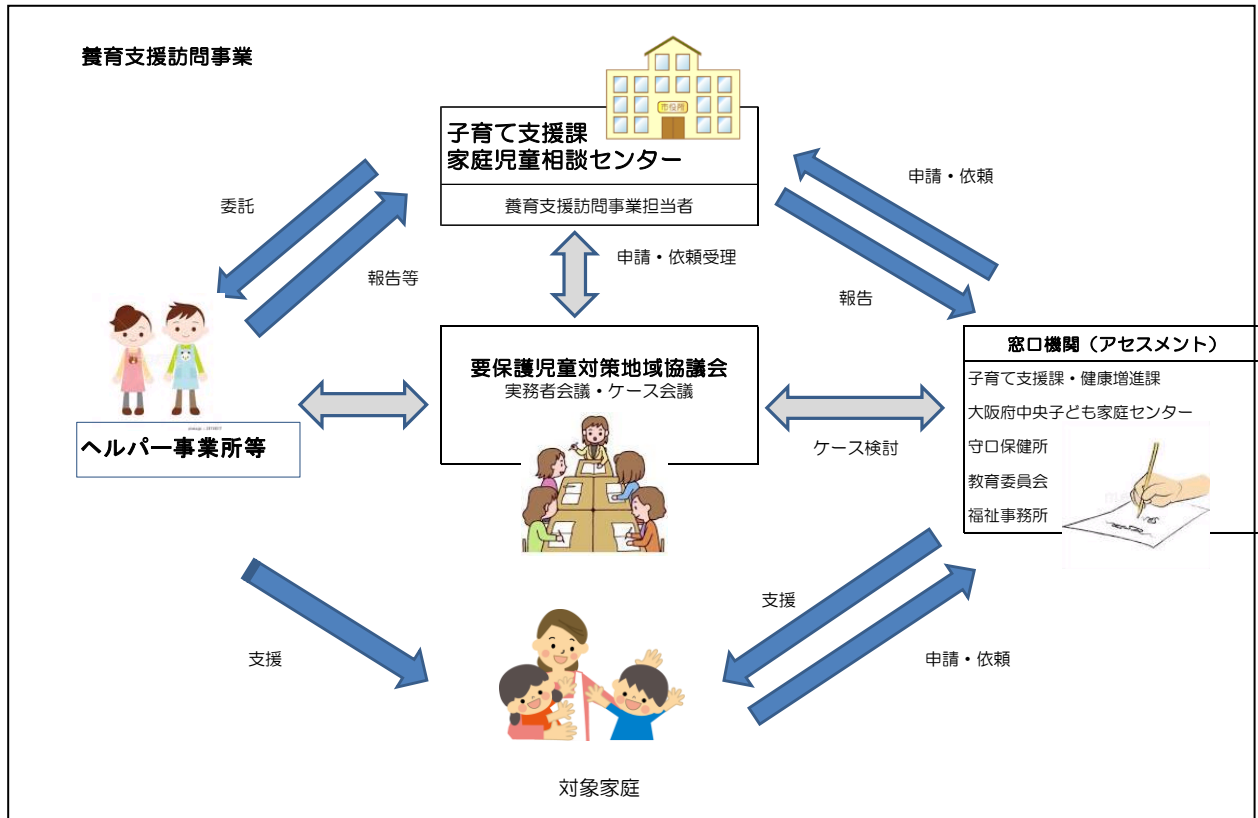 養育支援訪問事業
市役所
子育て支援課
家庭児童相談センター
養育支援訪問事業担当者
申請・依頼
委託
申請・依頼受理
報告等
報告
要保護児童対策地域協議会
実務者会議・ケース会議
窓口機関（アセスメント）
子育て支援課・健康増進課
大阪府中央子ども家庭センター
守口保健所
教育委員会
福祉事務所
ヘルパー事業所等
ケース検討
支援
支援
申請・依頼
対象家庭